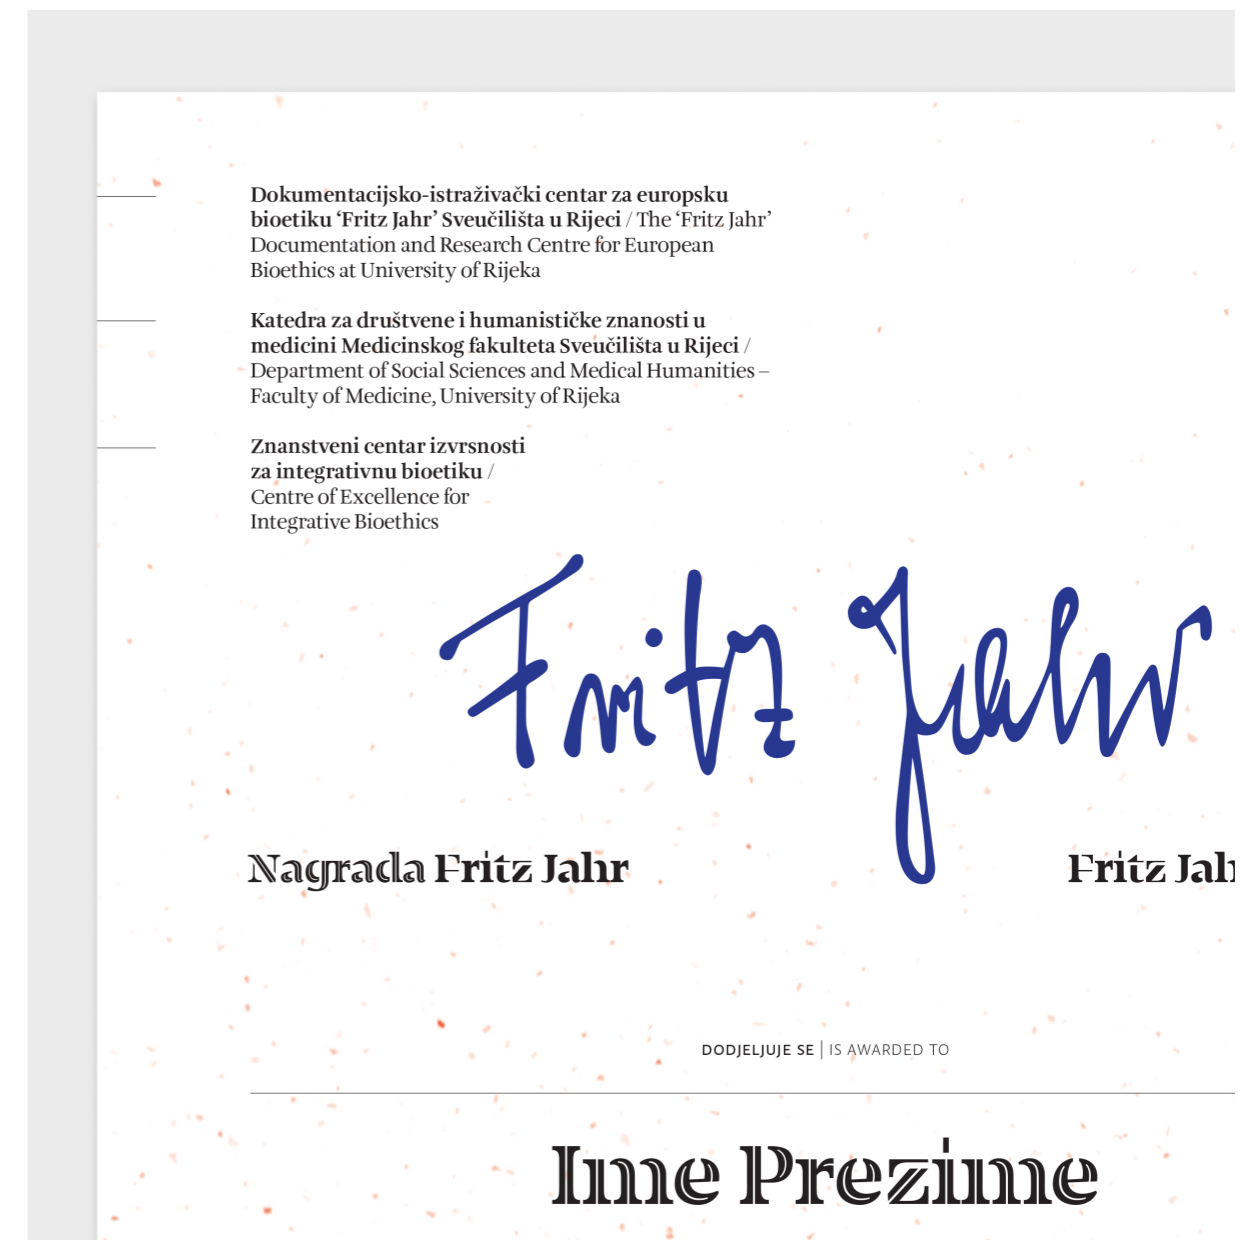 Dokumentacijsko-istraživački centar za europsku
bioetiku ‘Fritz Jahr’ Sveučilišta u Rijeci / The ‘Fritz Jahr’
Documentation and Research Centre for European
Bioethics at University of Rijeka
Katedra za društvene i humanističke znanosti u
medicini Medicinskog fakulteta Sveučilišta u Rijeci /
Department of Social Sciences and Medical Humanities –
Faculty of Medicine, University of Rijeka
Znanstveni centar izvrsnosti
za integrativnu bioetiku /
Centre of Excellence for
Integrative Bioethics
Fritz Jahr
Nagrada Fritz Jahr
Fritz Jah
DODJELJUJE SE | IS AWARDED TO
Ime Prezime